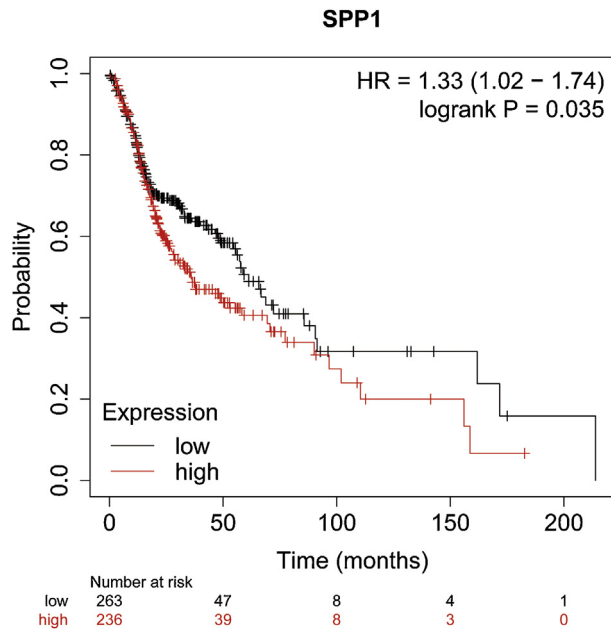 SPP1
HR = 1.33 (1.02 − 1.74)
logrank P = 0.035
Probability
1.0
0.8
0.6
0.4
0.2
0.0
Expression
low
high
0 50 100 150 200
Time (months)
Number at risk
low 263 47 8 4 1
high 236 39 8 3 0